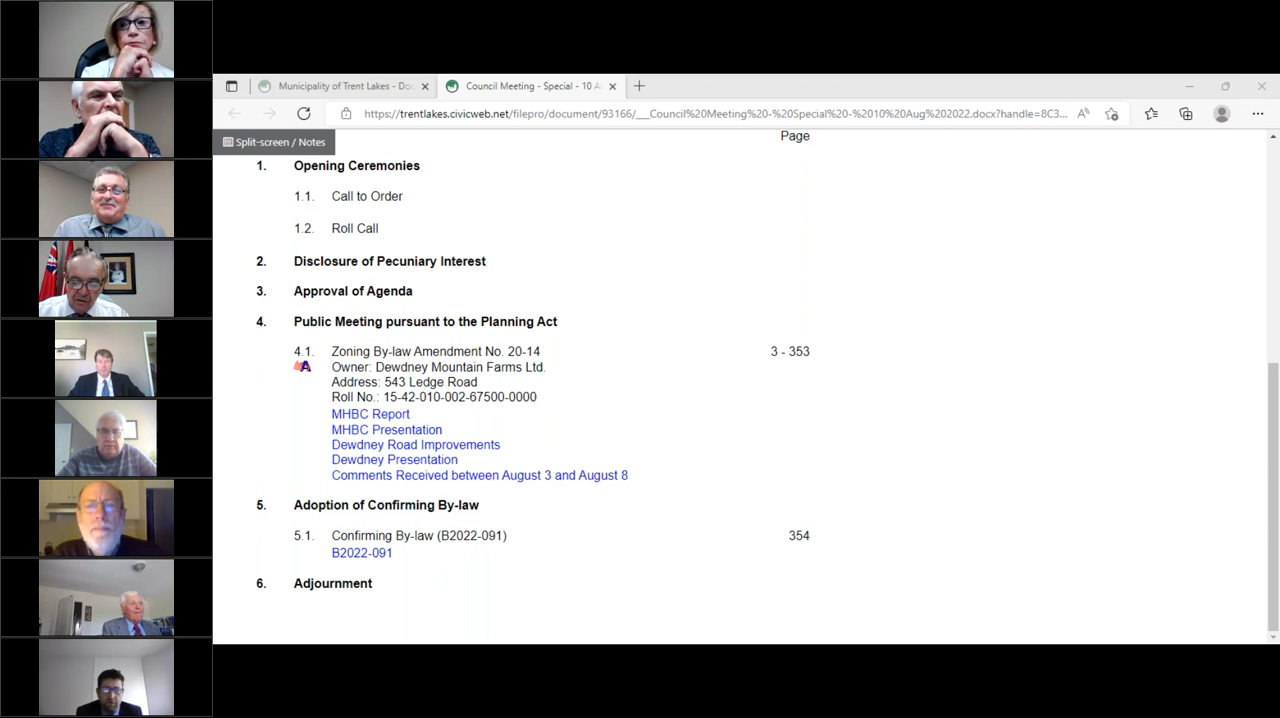 Municipality of Trent Lakes - Doc
Council Meeting - Special - 10 A
https://trentlakes.civicweb.net/filepro/document/93166/___Council%20Meeting%20-%20Special%20-%2010%20Aug%202022.docx?handle=8C3...
Split-screen / Notes
Page
1. Opening Ceremonies
1.1. Call to Order
1.2. Roll Call
2. Disclosure of Pecuniary Interest
3. Approval of Agenda
4. Public Meeting pursuant to the Planning Act
4.1. Zoning By-law Amendment No. 20-14 3 - 353
Owner: Dewdney Mountain Farms Ltd.
Address: 543 Ledge Road
Roll No.: 15-42-010-002-67500-0000
MHBC Report
MHBC Presentation
Dewdney Road Improvements
Dewdney Presentation
Comments Received between August 3 and August 8
5. Adoption of Confirming By-law
5.1. Confirming By-law (B2022-091) 354
B2022-091
6. Adjournment